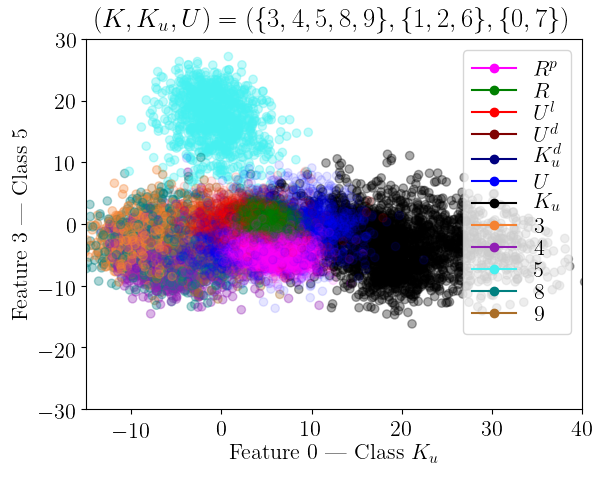 (K, K_u, U) = ({3, 4, 5, 8, 9}, {1, 2, 6}, {0, 7})
30
20
10
0
−10
−20
−30
Feature 3 — Class 5
R^p
R
U^l
U^d
K_u^d
U
K_u
3
4
5
8
9
−10
0
10
20
30
40
Feature 0 — Class K_u